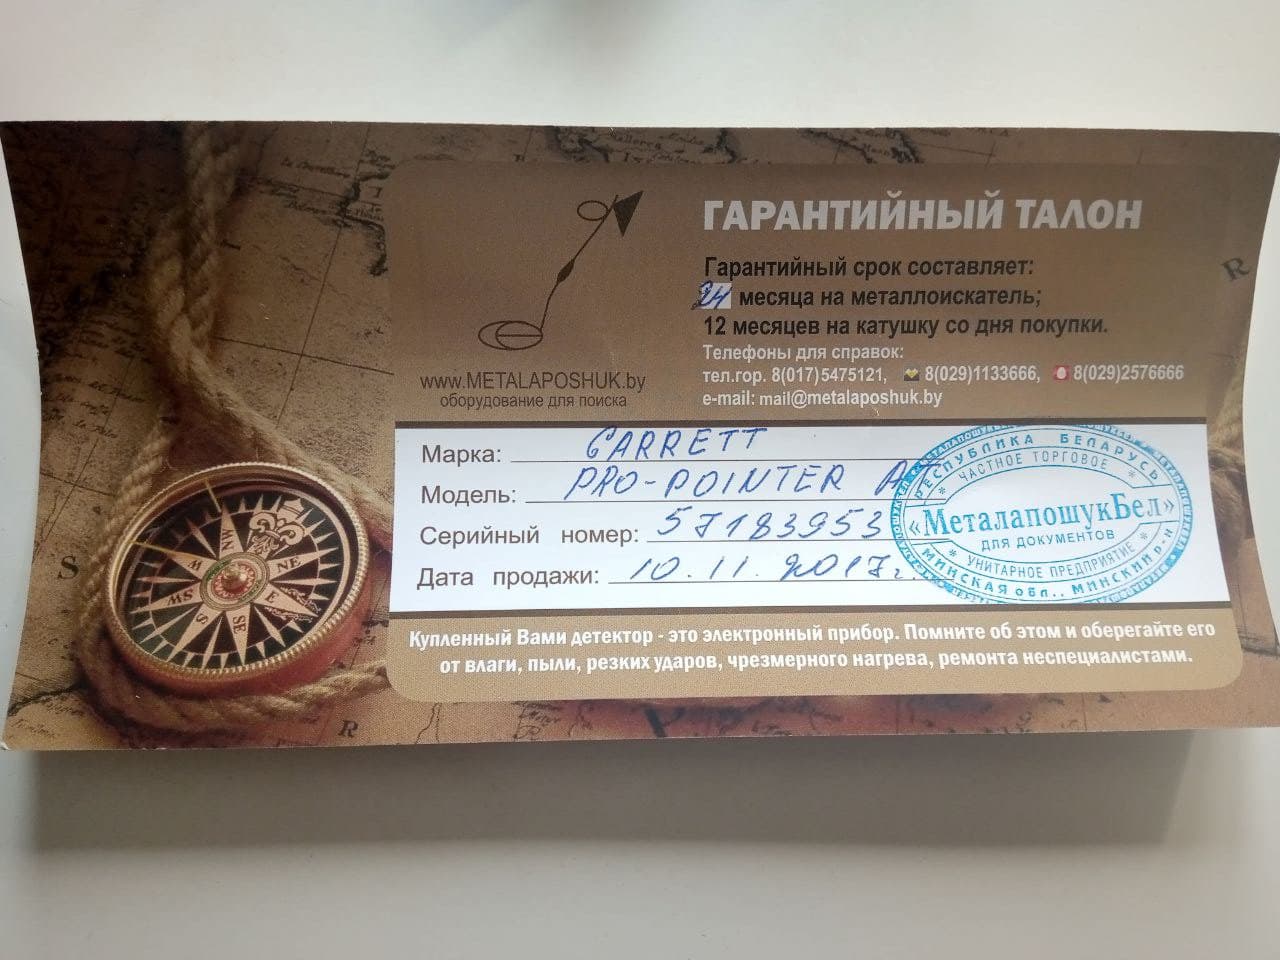 ГАРАНТИЙНЫЙ ТАЛОН
Гарантийный срок составляет:
24 месяца на металлоискатель;
12 месяцев на катушку со дня покупки.
Телефоны для справок:
тел.гор. 8(017)5475121, 8(029)1133666, 8(029)2576666
e-mail: mail@metalaposhuk.by
www.METALAPOSHUK.by
оборудование для поиска
Марка: GARRETT
Модель: PRO-POINTER AT
Серийный номер: 57183953
Дата продажи: 10.11.2017г.
РЕСПУБЛИКА БЕЛАРУСЬ
* ЧАСТНОЕ ТОРГОВОЕ *
«МеталапошукБел»
ДЛЯ ДОКУМЕНТОВ
* УНИТАРНОЕ ПРЕДПРИЯТИЕ *
МИНСКАЯ обл., МИНСКИЙ р-н
Купленный Вами детектор - это электронный прибор. Помните об этом и оберегайте его
от влаги, пыли, резких ударов, чрезмерного нагрева, ремонта неспециалистами.
NW
W
NE
SW
E
S
SE
S
R
R